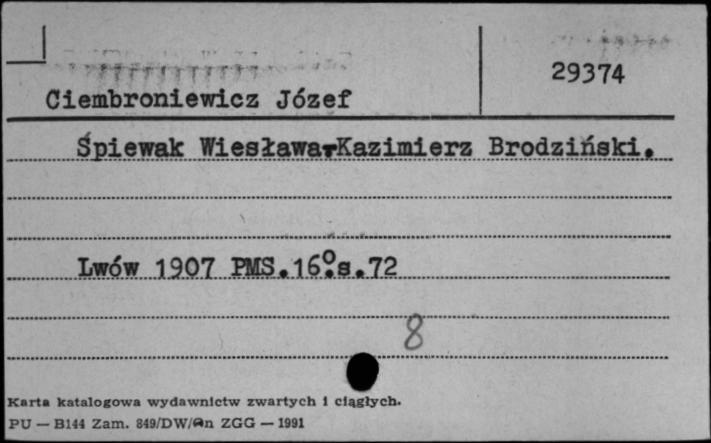 29374
Ciembroniewicz Józef
Śpiewak Wiesława-Kazimierz Brodziński.
Lwów 1907 PMS.16°.s.72
8
Karta katalogowa wydawnictw zwartych i ciągłych.
PU — B144 Zam. 849/DW/an ZGG — 1991